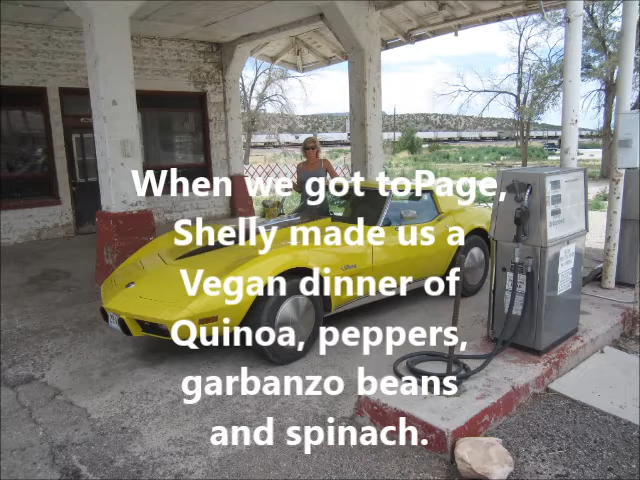 When we got toPage,
Shelly made us a
Vegan dinner of
Quinoa, peppers,
garbanzo beans
and spinach.